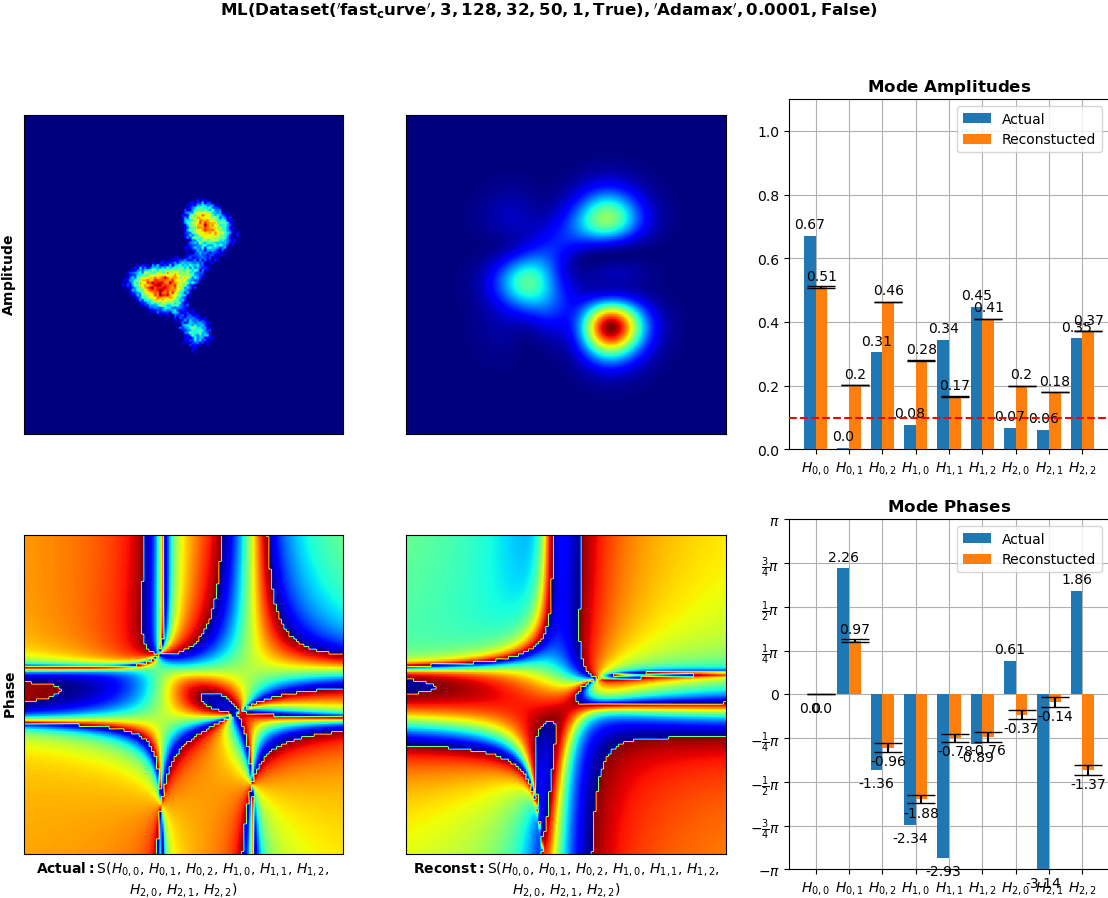 ML(Dataset('fast_curve', 3, 128, 32, 50, 1, True), 'Adamax', 0.0001, False)
Amplitude
Mode Amplitudes
Actual
Reconstucted
1.0
0.8
0.6
0.4
0.2
0.0
0.67 0.51 0.0 0.2 0.31 0.46 0.08 0.28 0.34 0.17 0.45 0.41 0.07 0.2 0.06 0.18 0.35 0.37
H0,0 H0,1 H0,2 H1,0 H1,1 H1,2 H2,0 H2,1 H2,2
Phase
Actual: S(H0,0, H0,1, H0,2, H1,0, H1,1, H1,2,
H2,0, H2,1, H2,2)
Reconst: S(H0,0, H0,1, H0,2, H1,0, H1,1, H1,2,
H2,0, H2,1, H2,2)
Mode Phases
Actual
Reconstucted
π
3/4π
1/2π
1/4π
0
−1/4π
−1/2π
−3/4π
−π
0.0 0.0 2.26 0.97 -1.36 -0.96 -2.34 -1.88 -2.93 -0.78 -0.89 -0.76 0.61 -0.37 -3.14 -0.14 1.86 -1.37
H0,0 H0,1 H0,2 H1,0 H1,1 H1,2 H2,0 H2,1 H2,2